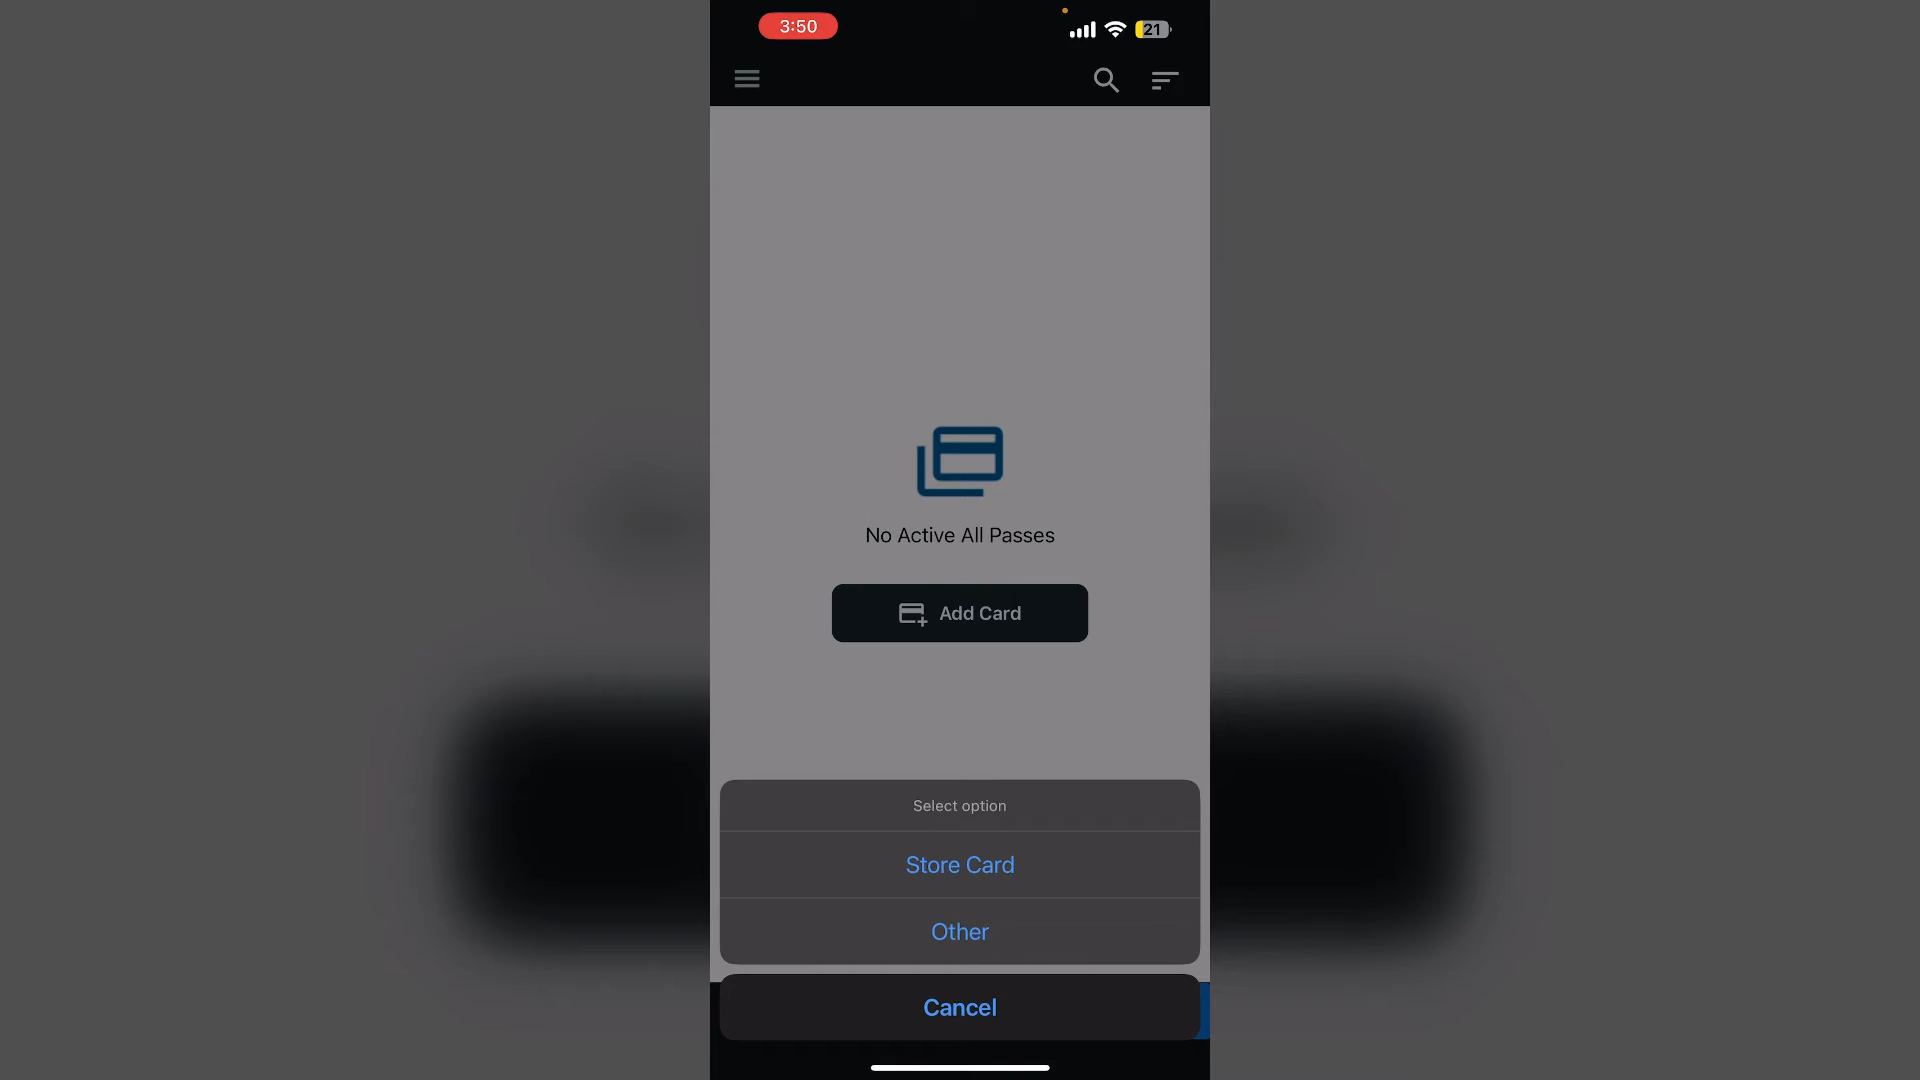 3:50
21
No Active All Passes
Add Card
Select option
Store Card
Other
Cancel